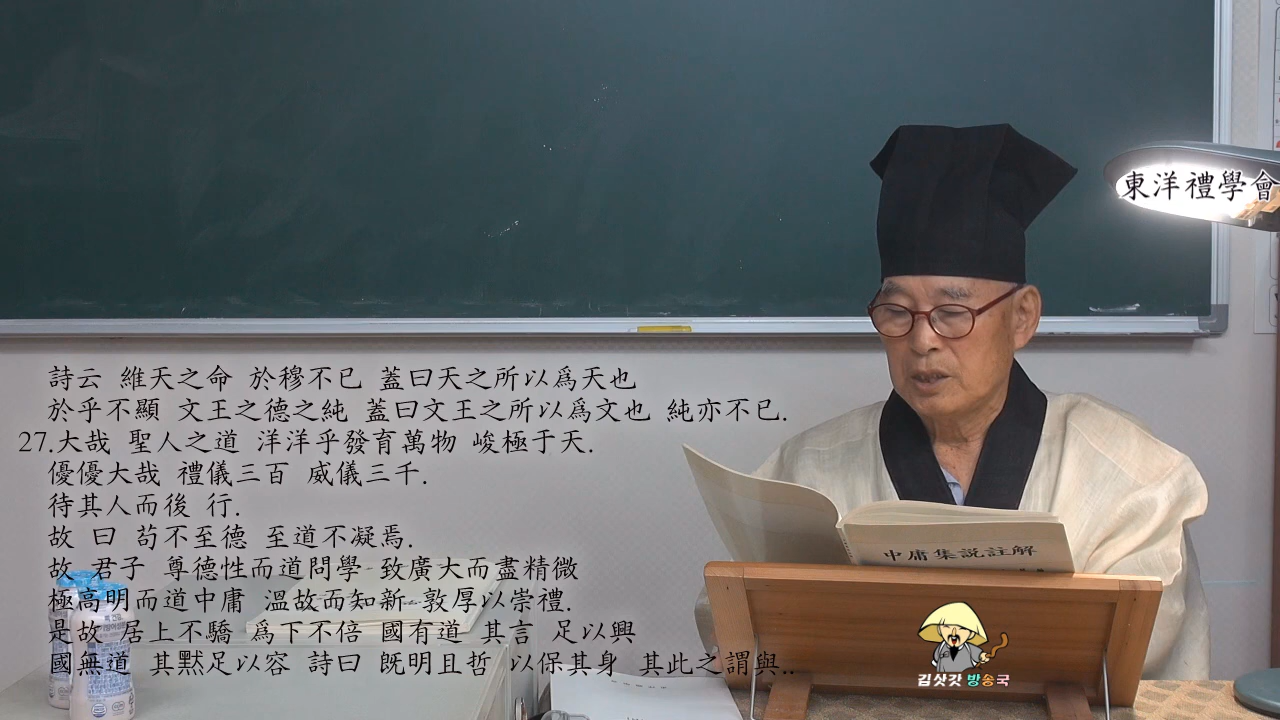 東洋禮學會
詩云 維天之命 於穆不已 蓋曰天之所以爲天也
於乎不顯 文王之德之純 蓋曰文王之所以爲文也 純亦不已.
27.大哉 聖人之道 洋洋乎發育萬物 峻極于天.
優優大哉 禮儀三百 威儀三千.
待其人而後 行.
故 曰 苟不至德 至道不凝焉.
故 君子 尊德性而道問學 致廣大而盡精微
極高明而道中庸 溫故而知新 敦厚以崇禮.
是故 居上不驕 爲下不倍 國有道 其言 足以興
國無道 其黙足以容 詩曰 旣明且哲 以保其身 其此之謂與..
中庸集説註解
김삿갓 방송국